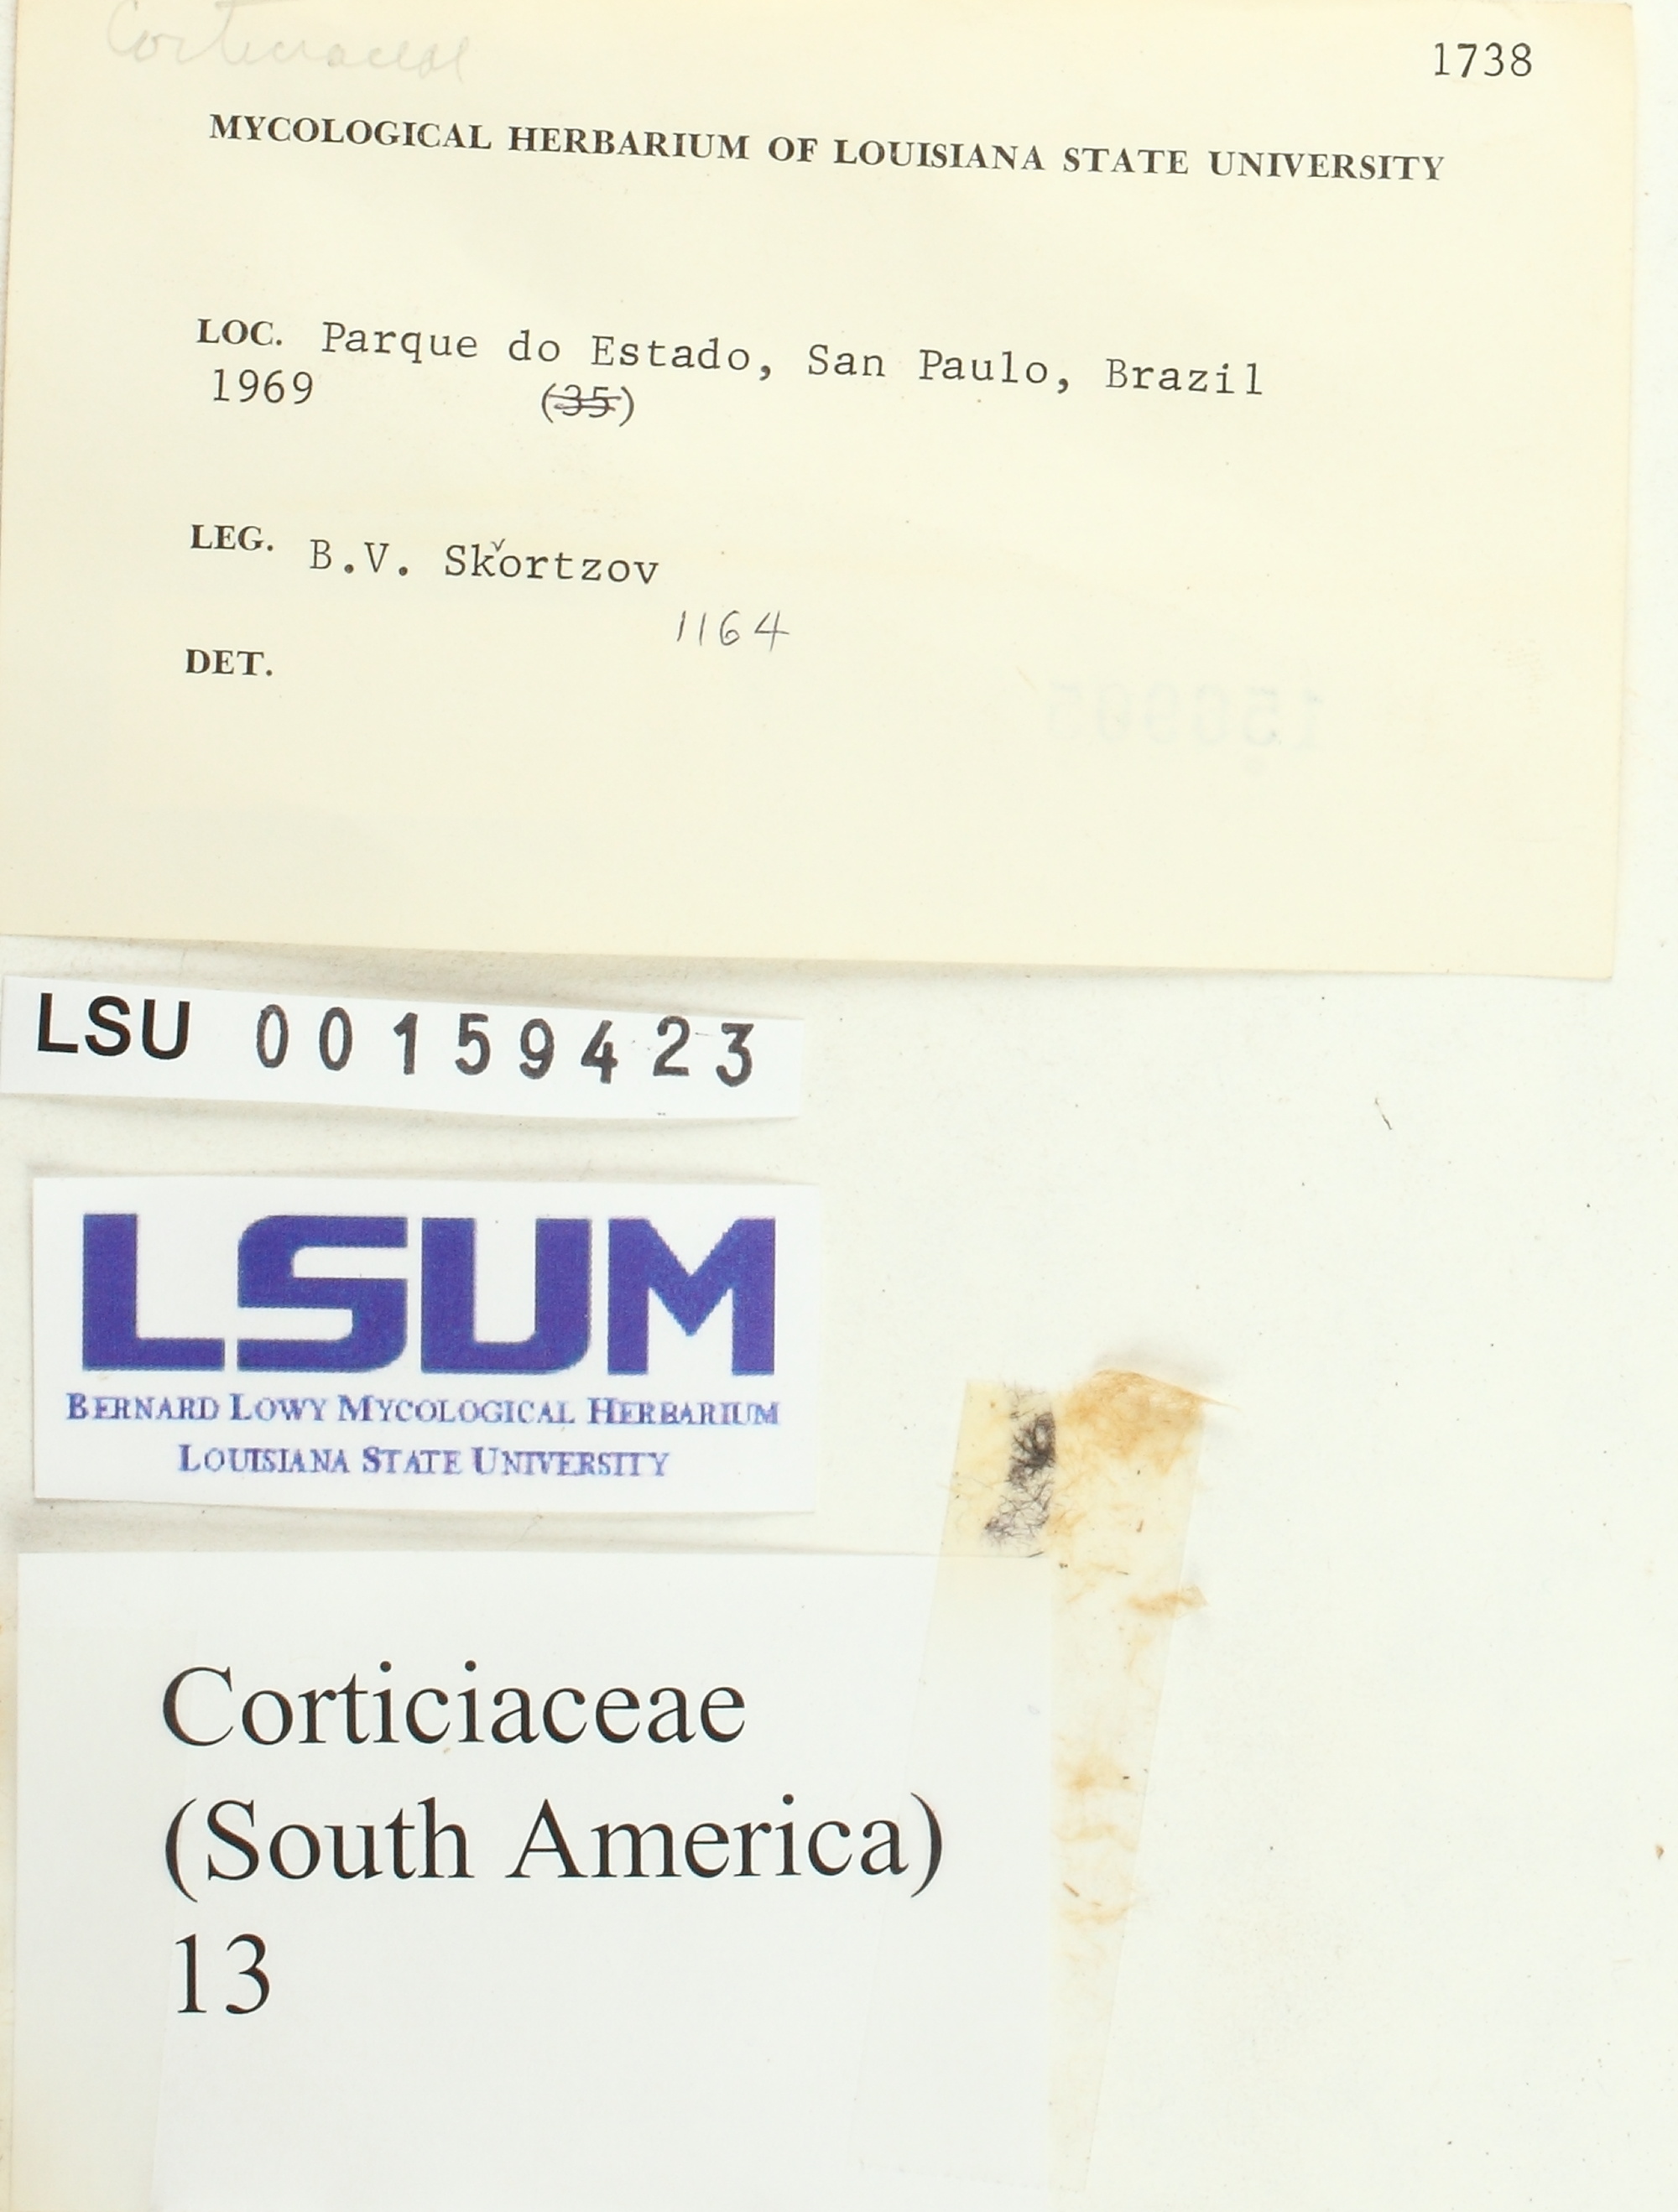 Corticiaceae
1738
MYCOLOGICAL HERBARIUM OF LOUISIANA STATE UNIVERSITY
LOC. Parque do Estado, San Paulo, Brazil
1969 (35)
LEG. B.V. Skˇortzov
1164
DET.
LSU 00159423
LSUM
BERNARD LOWY MYCOLOGICAL HERBARIUM
LOUISIANA STATE UNIVERSITY
Corticiaceae
(South America)
13